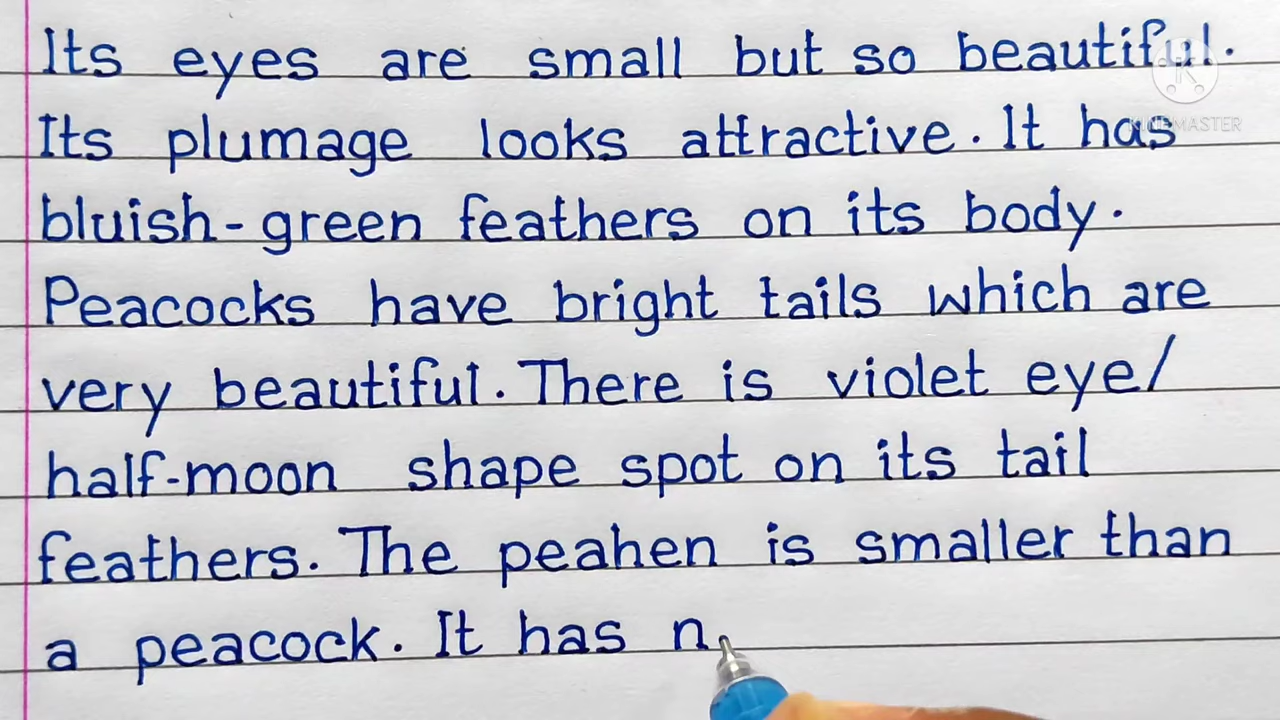 Its eyes are small but so beautiful.
Its plumage looks attractive. It has
bluish-green feathers on its body.
Peacocks have bright tails which are
very beautiful. There is violet eye/
half-moon shape spot on its tail
feathers. The peahen is smaller than
a peacock. It has n
KINEMASTER